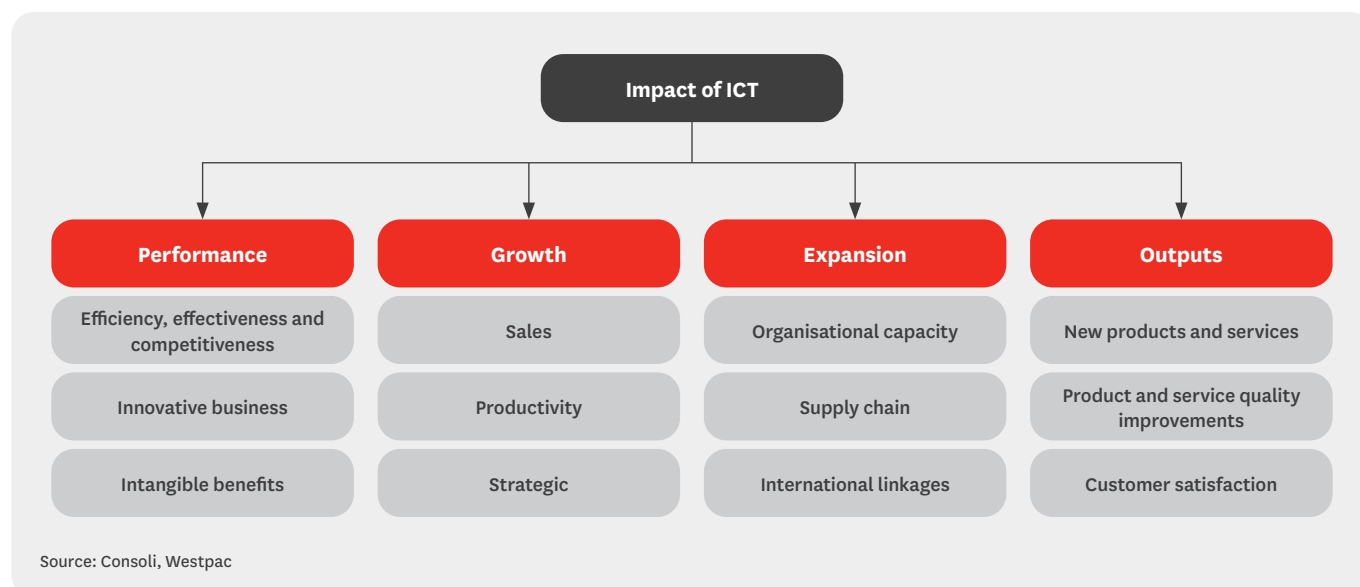 Impact of ICT
Performance
Efficiency, effectiveness and
competitiveness
Innovative business
Intangible benefits
Growth
Sales
Productivity
Strategic
Expansion
Organisational capacity
Supply chain
International linkages
Outputs
New products and services
Product and service quality
improvements
Customer satisfaction
Source: Consoli, Westpac